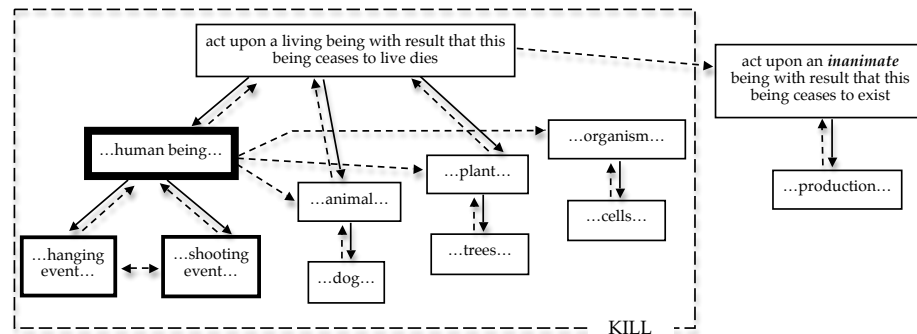 act upon a living being with result that this
being ceases to live dies
act upon an inanimate
being with result that this
being ceases to exist
…human being…
…organism…
…plant…
…animal…
…production…
…cells…
…hanging
event…
…shooting
event…
…trees…
…dog…
KILL